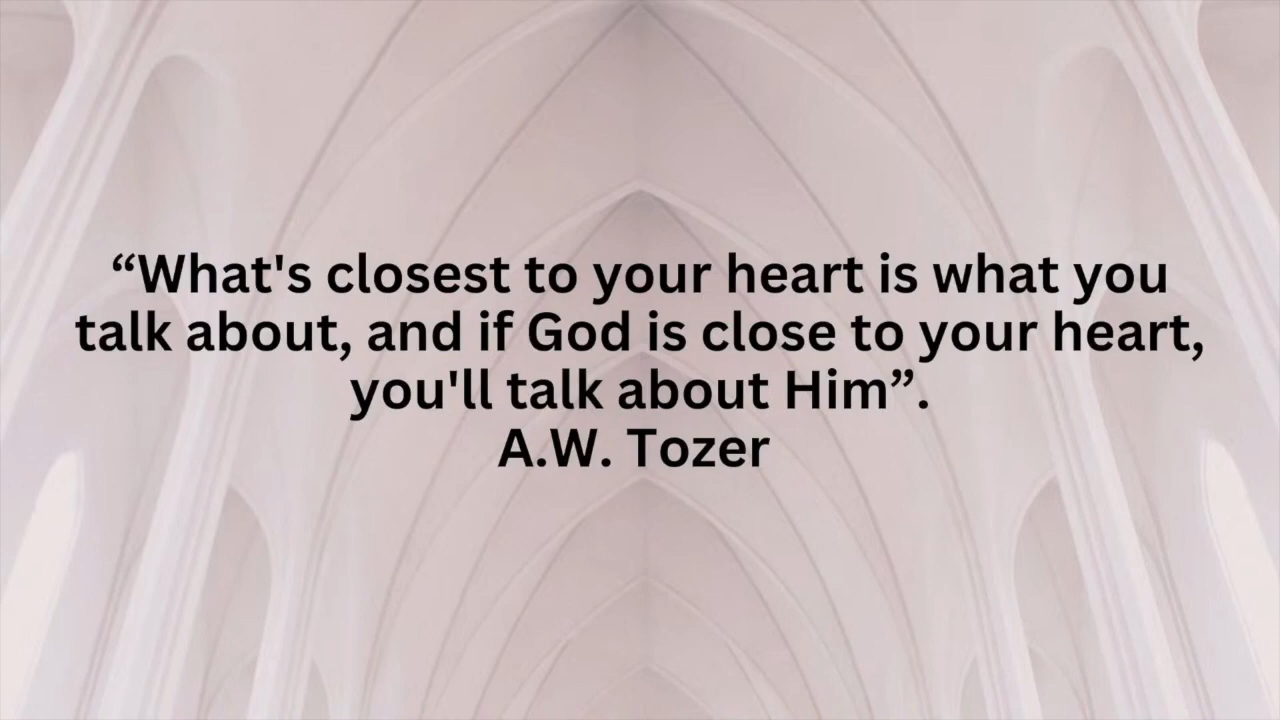 “What's closest to your heart is what you
talk about, and if God is close to your heart,
you'll talk about Him”.
A.W. Tozer